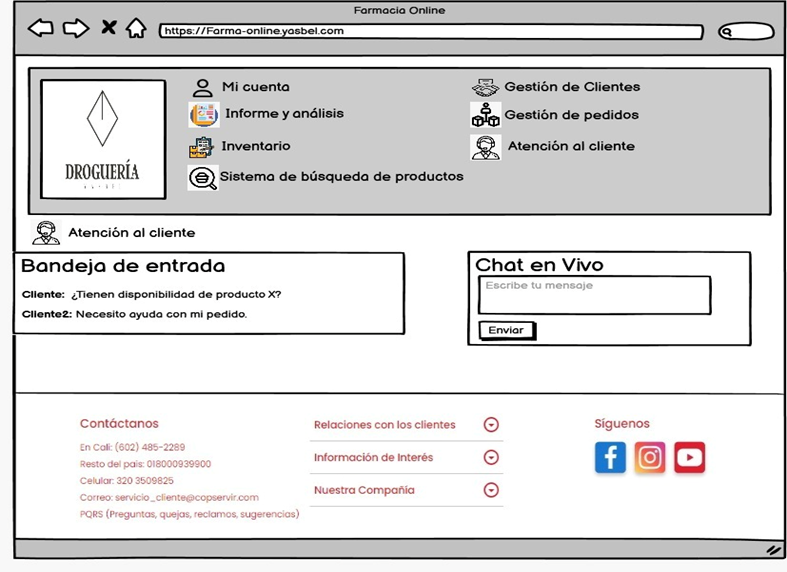 Farmacia Online
https://Farma-online.yasbel.com
Mi cuenta
Gestión de Clientes
Informe y análisis
Gestión de pedidos
Inventario
Atención al cliente
Sistema de búsqueda de productos
DROGUERÍA
Atención al cliente
Bandeja de entrada
Cliente: ¿Tienen disponibilidad de producto X?
Cliente2: Necesito ayuda con mi pedido.
Chat en Vivo
Escribe tu mensaje
Enviar
Contáctanos
En Cali: (602) 485-2289
Resto del país: 018000939900
Celular: 320 3509825
Correo: servicio_cliente@copservir.com
PQRS (Preguntas, quejas, reclamos, sugerencias)
Relaciones con los clientes
Información de Interés
Nuestra Compañía
Síguenos